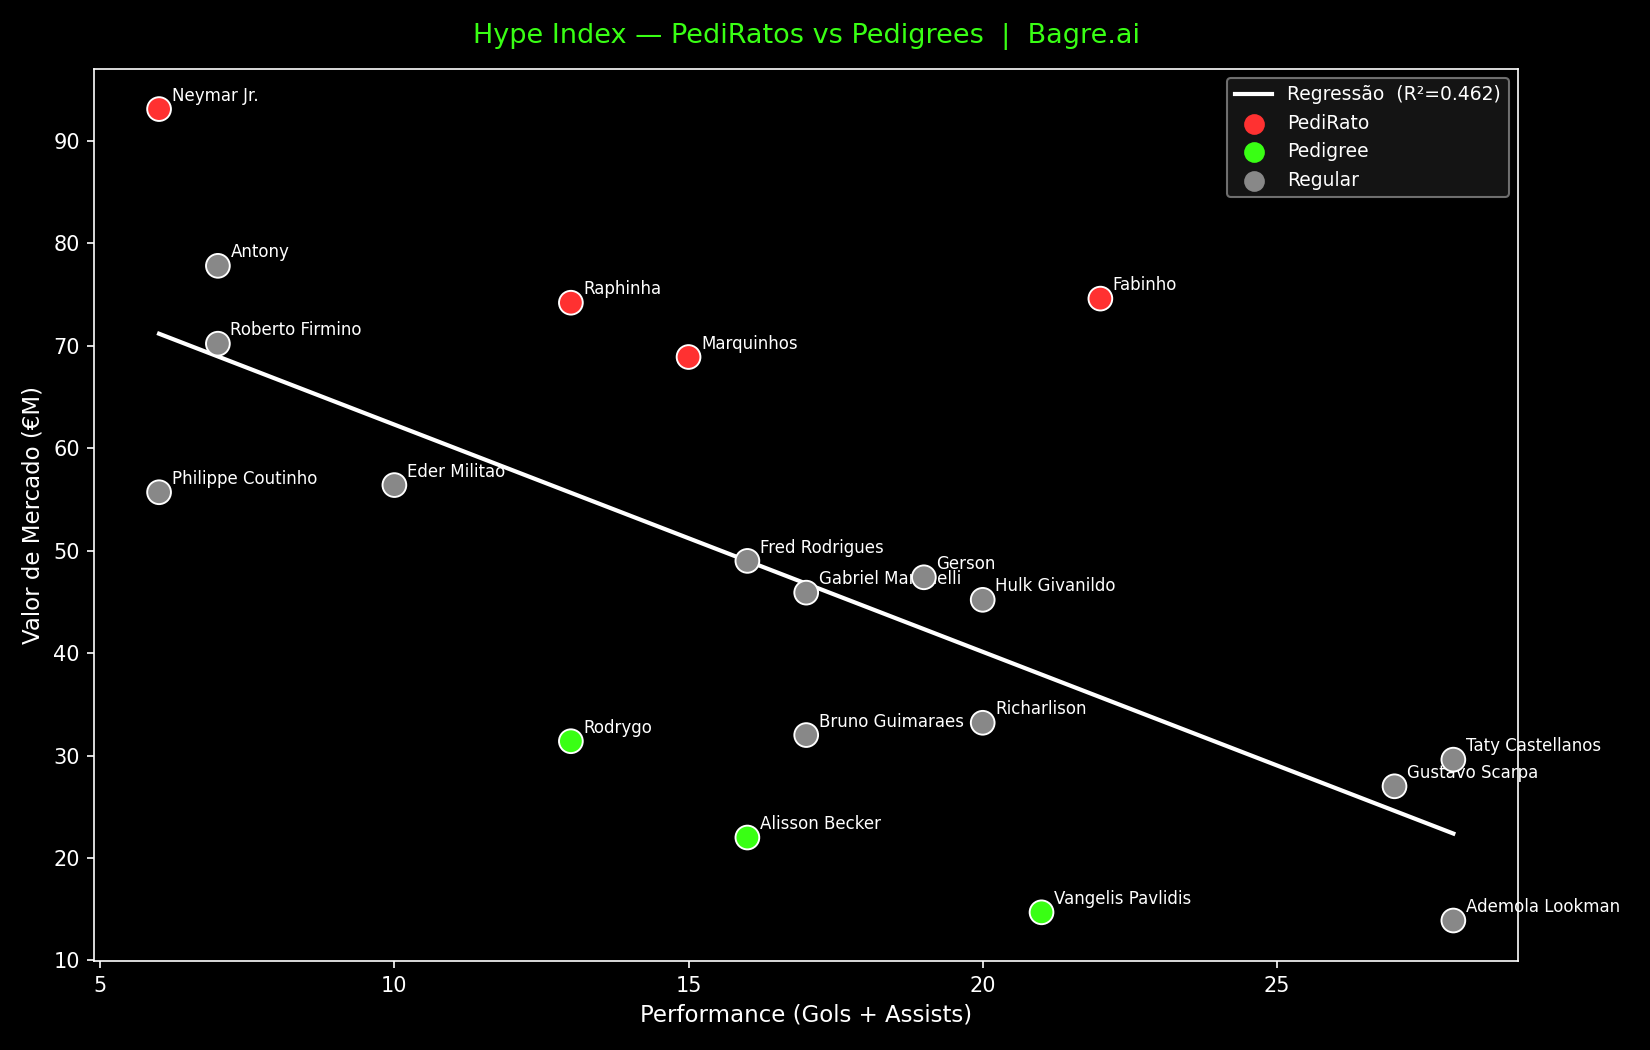 Hype Index — PediRatos vs Pedigrees | Bagre.ai
Regressão (R²=0.462)
PediRato
Pedigree
Regular
Neymar Jr.
Antony
Raphinha
Fabinho
Roberto Firmino
Marquinhos
Philippe Coutinho
Eder Militao
Fred Rodrigues
Gerson
Gabriel Mar elli
Hulk Givanildo
Richarlison
Bruno Guimaraes
Rodrygo
Taty Castellanos
Gustavo Scarpa
Alisson Becker
Vangelis Pavlidis
Ademola Lookman
90
80
70
60
50
40
30
20
10
5
10
15
20
25
Valor de Mercado (€M)
Performance (Gols + Assists)